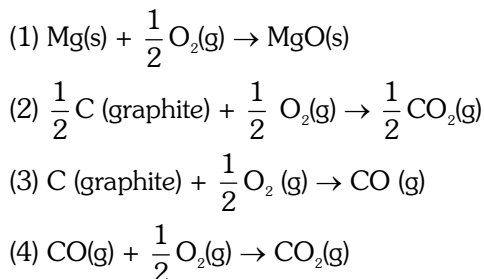 (1) Mg(s) + 1/2 O₂(g) → MgO(s)
(2) 1/2 C (graphite) + 1/2 O₂(g) → 1/2 CO₂(g)
(3) C (graphite) + 1/2 O₂ (g) → CO (g)
(4) CO(g) + 1/2 O₂(g) → CO₂(g)